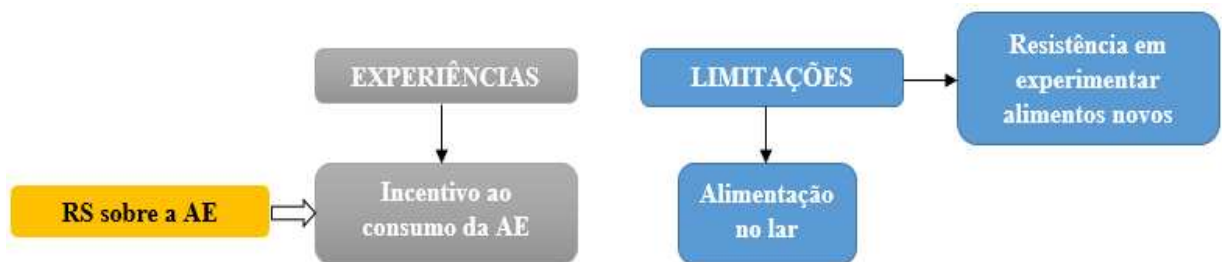 EXPERIÊNCIAS
LIMITAÇÕES
Resistência em
experimentar
alimentos novos
RS sobre a AE
Incentivo ao
consumo da AE
Alimentação
no lar